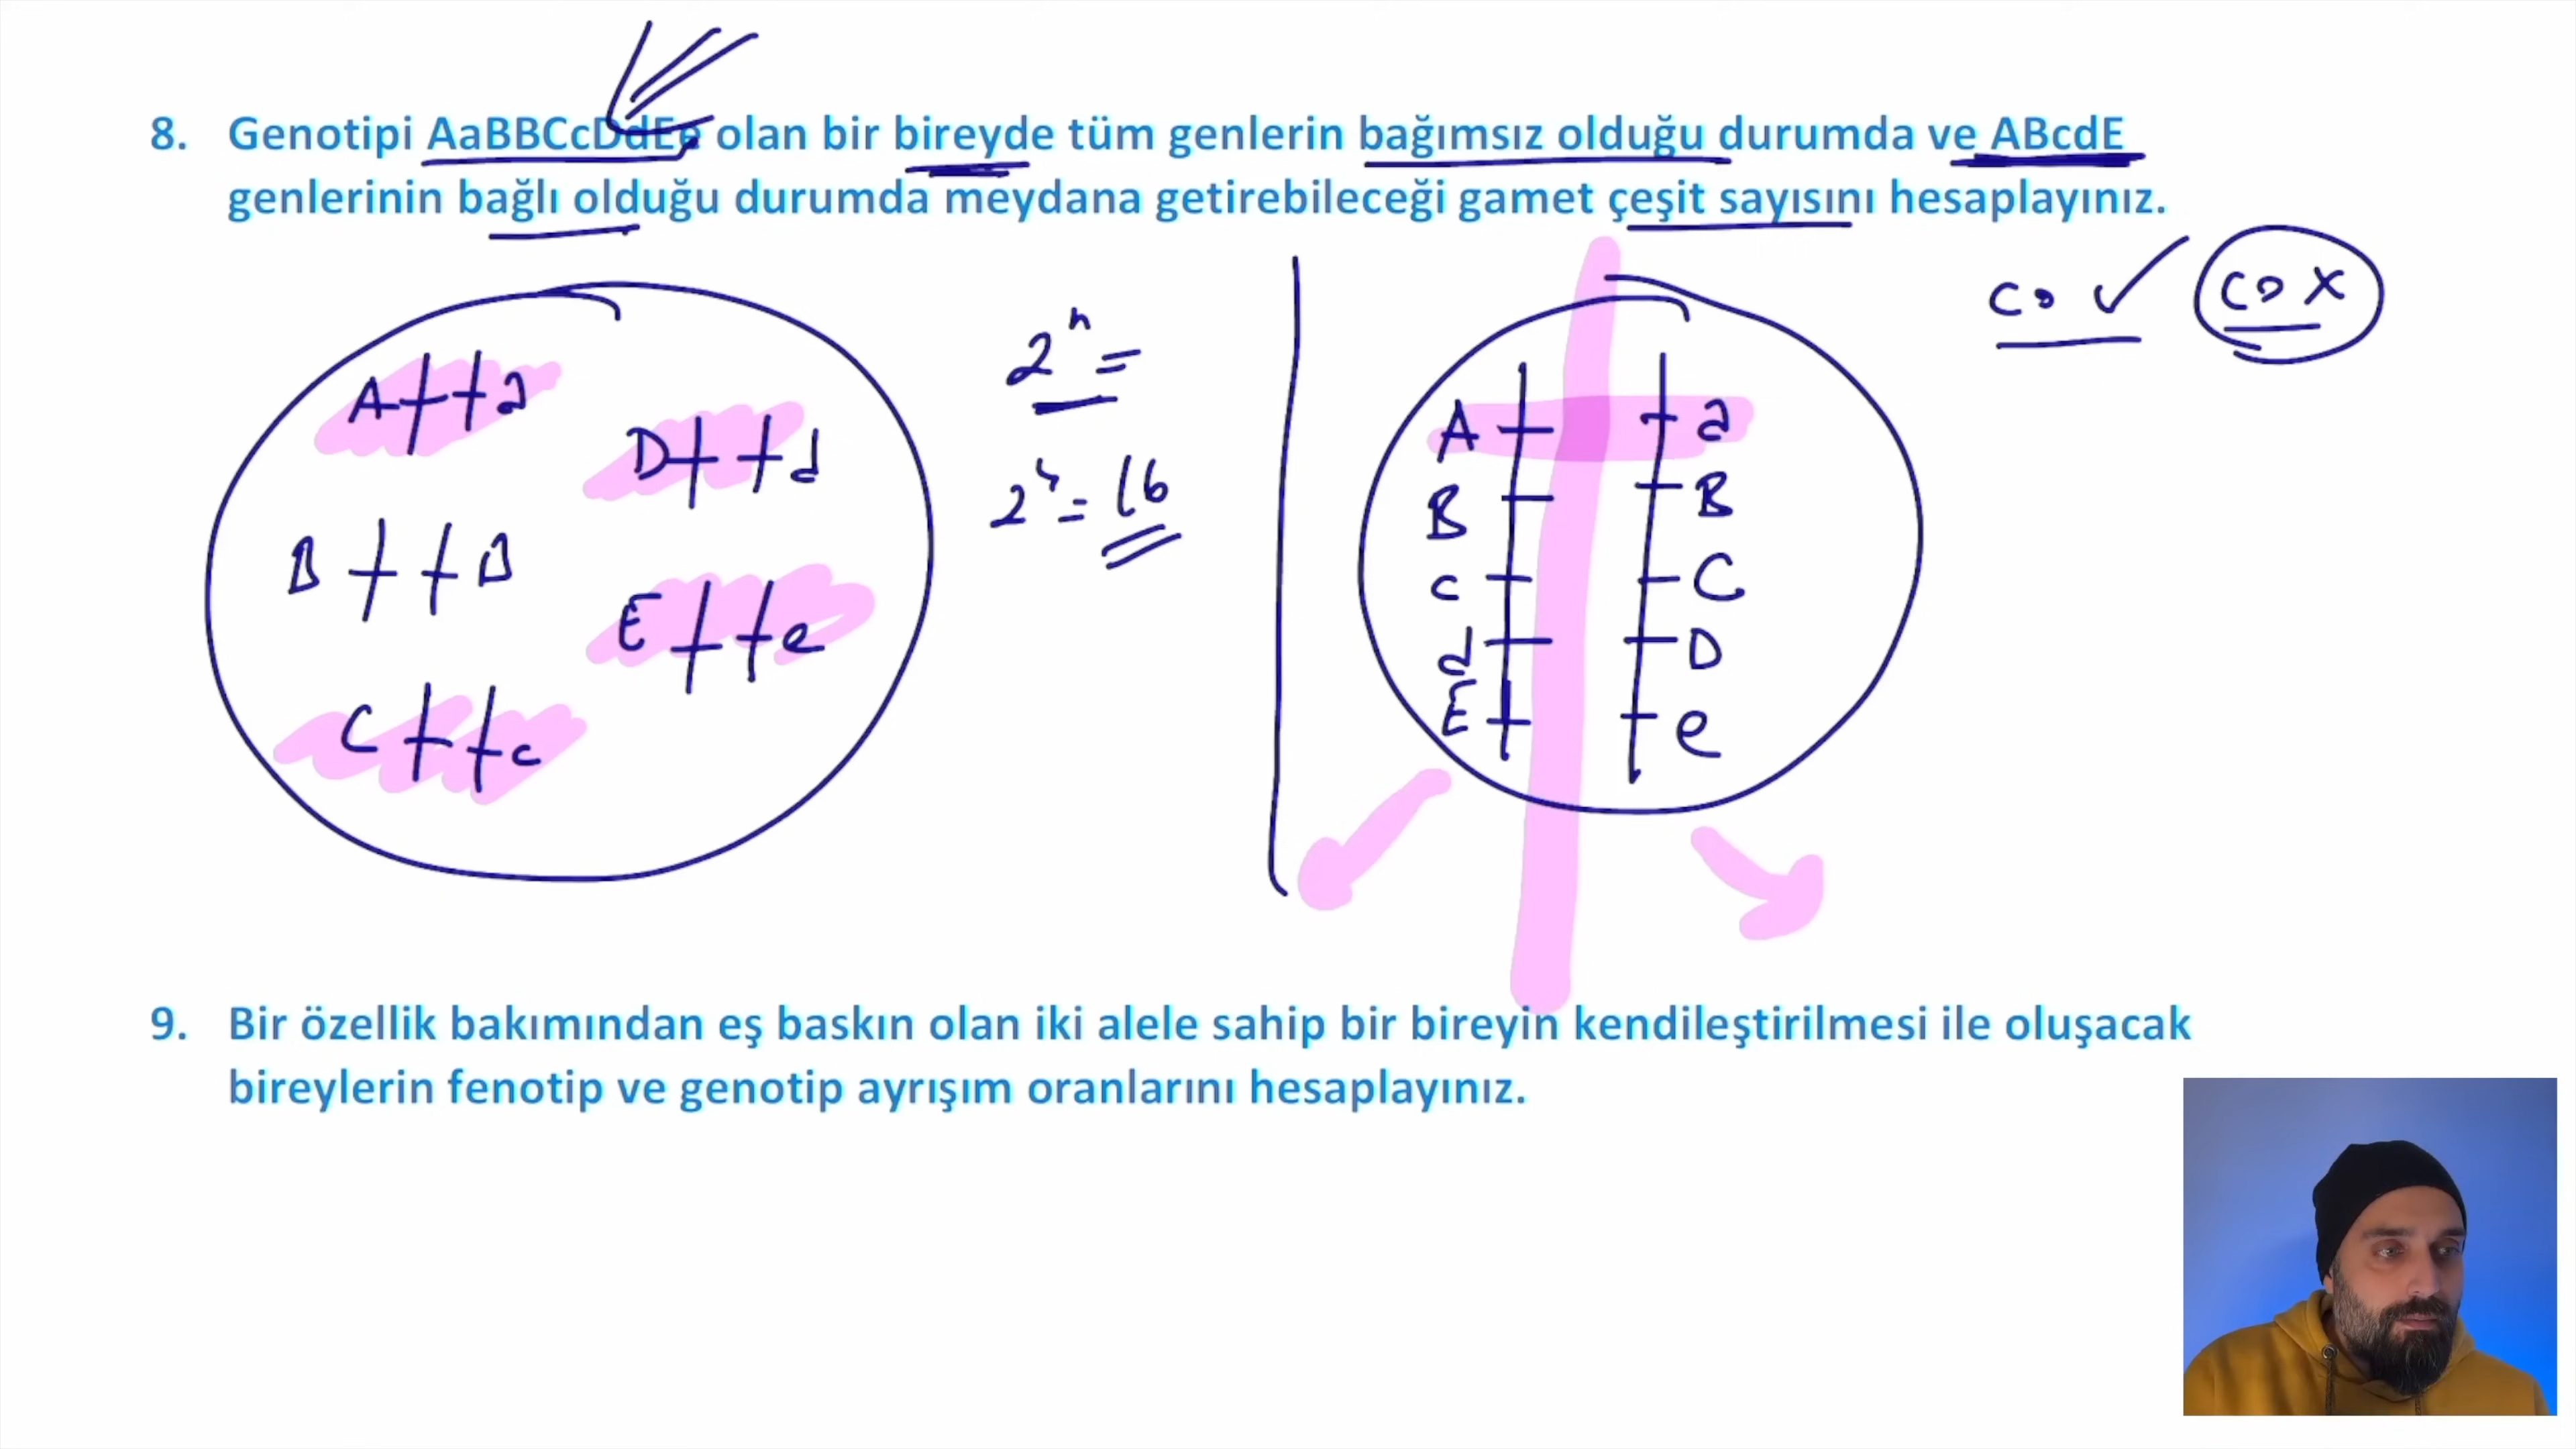 8. Genotipi AaBBCcDdEe olan bir bireyde tüm genlerin bağımsız olduğu durumda ve ABcdE
genlerinin bağlı olduğu durumda meydana getirebileceği gamet çeşit sayısını hesaplayınız.
co ✓ co x
A a
D d
B B
E e
C c
2ⁿ =
2⁴ = 16
A a
B B
c C
d D
E e
9. Bir özellik bakımından eş baskın olan iki alele sahip bir bireyin kendileştirilmesi ile oluşacak
bireylerin fenotip ve genotip ayrışım oranlarını hesaplayınız.